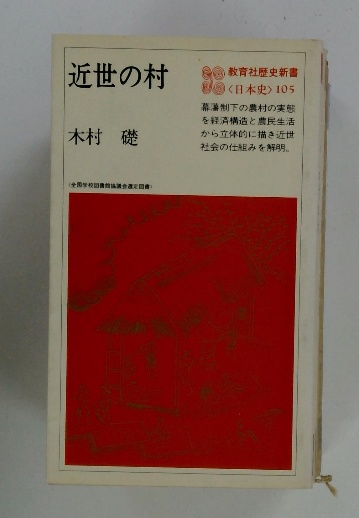 近世の村
木村 礎
教育社歴史新書
〈日本史〉105
幕藩制下の農村の実態
を経済構造と農民生活
から立体的に描き近世
社会の仕組みを解明。
(全国学校図書館協議会選定図書)